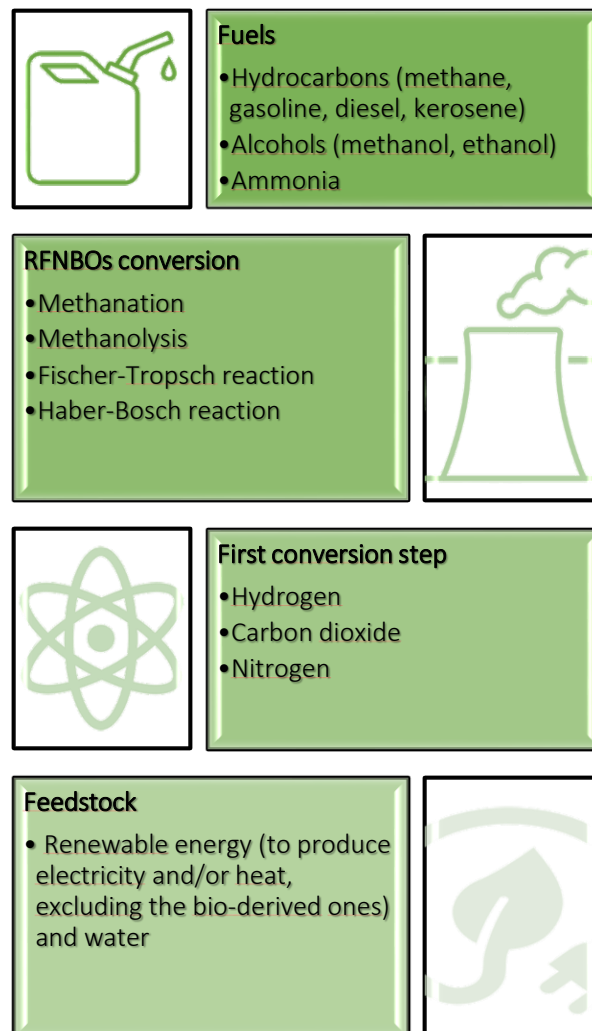 Fuels
•Hydrocarbons (methane,
gasoline, diesel, kerosene)
•Alcohols (methanol, ethanol)
•Ammonia
RFNBOs conversion
•Methanation
•Methanolysis
•Fischer-Tropsch reaction
•Haber-Bosch reaction
First conversion step
•Hydrogen
•Carbon dioxide
•Nitrogen
Feedstock
• Renewable energy (to produce
electricity and/or heat,
excluding the bio-derived ones)
and water